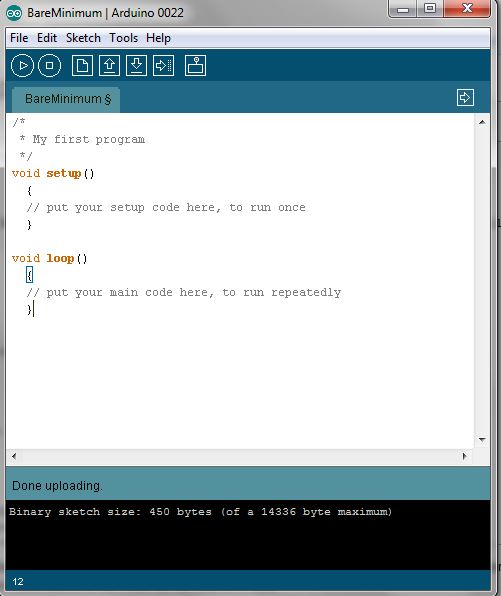 BareMinimum | Arduino 0022
File Edit Sketch Tools Help
BareMinimum §
/*
 * My first program
 */
void setup()
  {
  // put your setup code here, to run once
  }

void loop()
  {
  // put your main code here, to run repeatedly
  }
Done uploading.
Binary sketch size: 450 bytes (of a 14336 byte maximum)
12